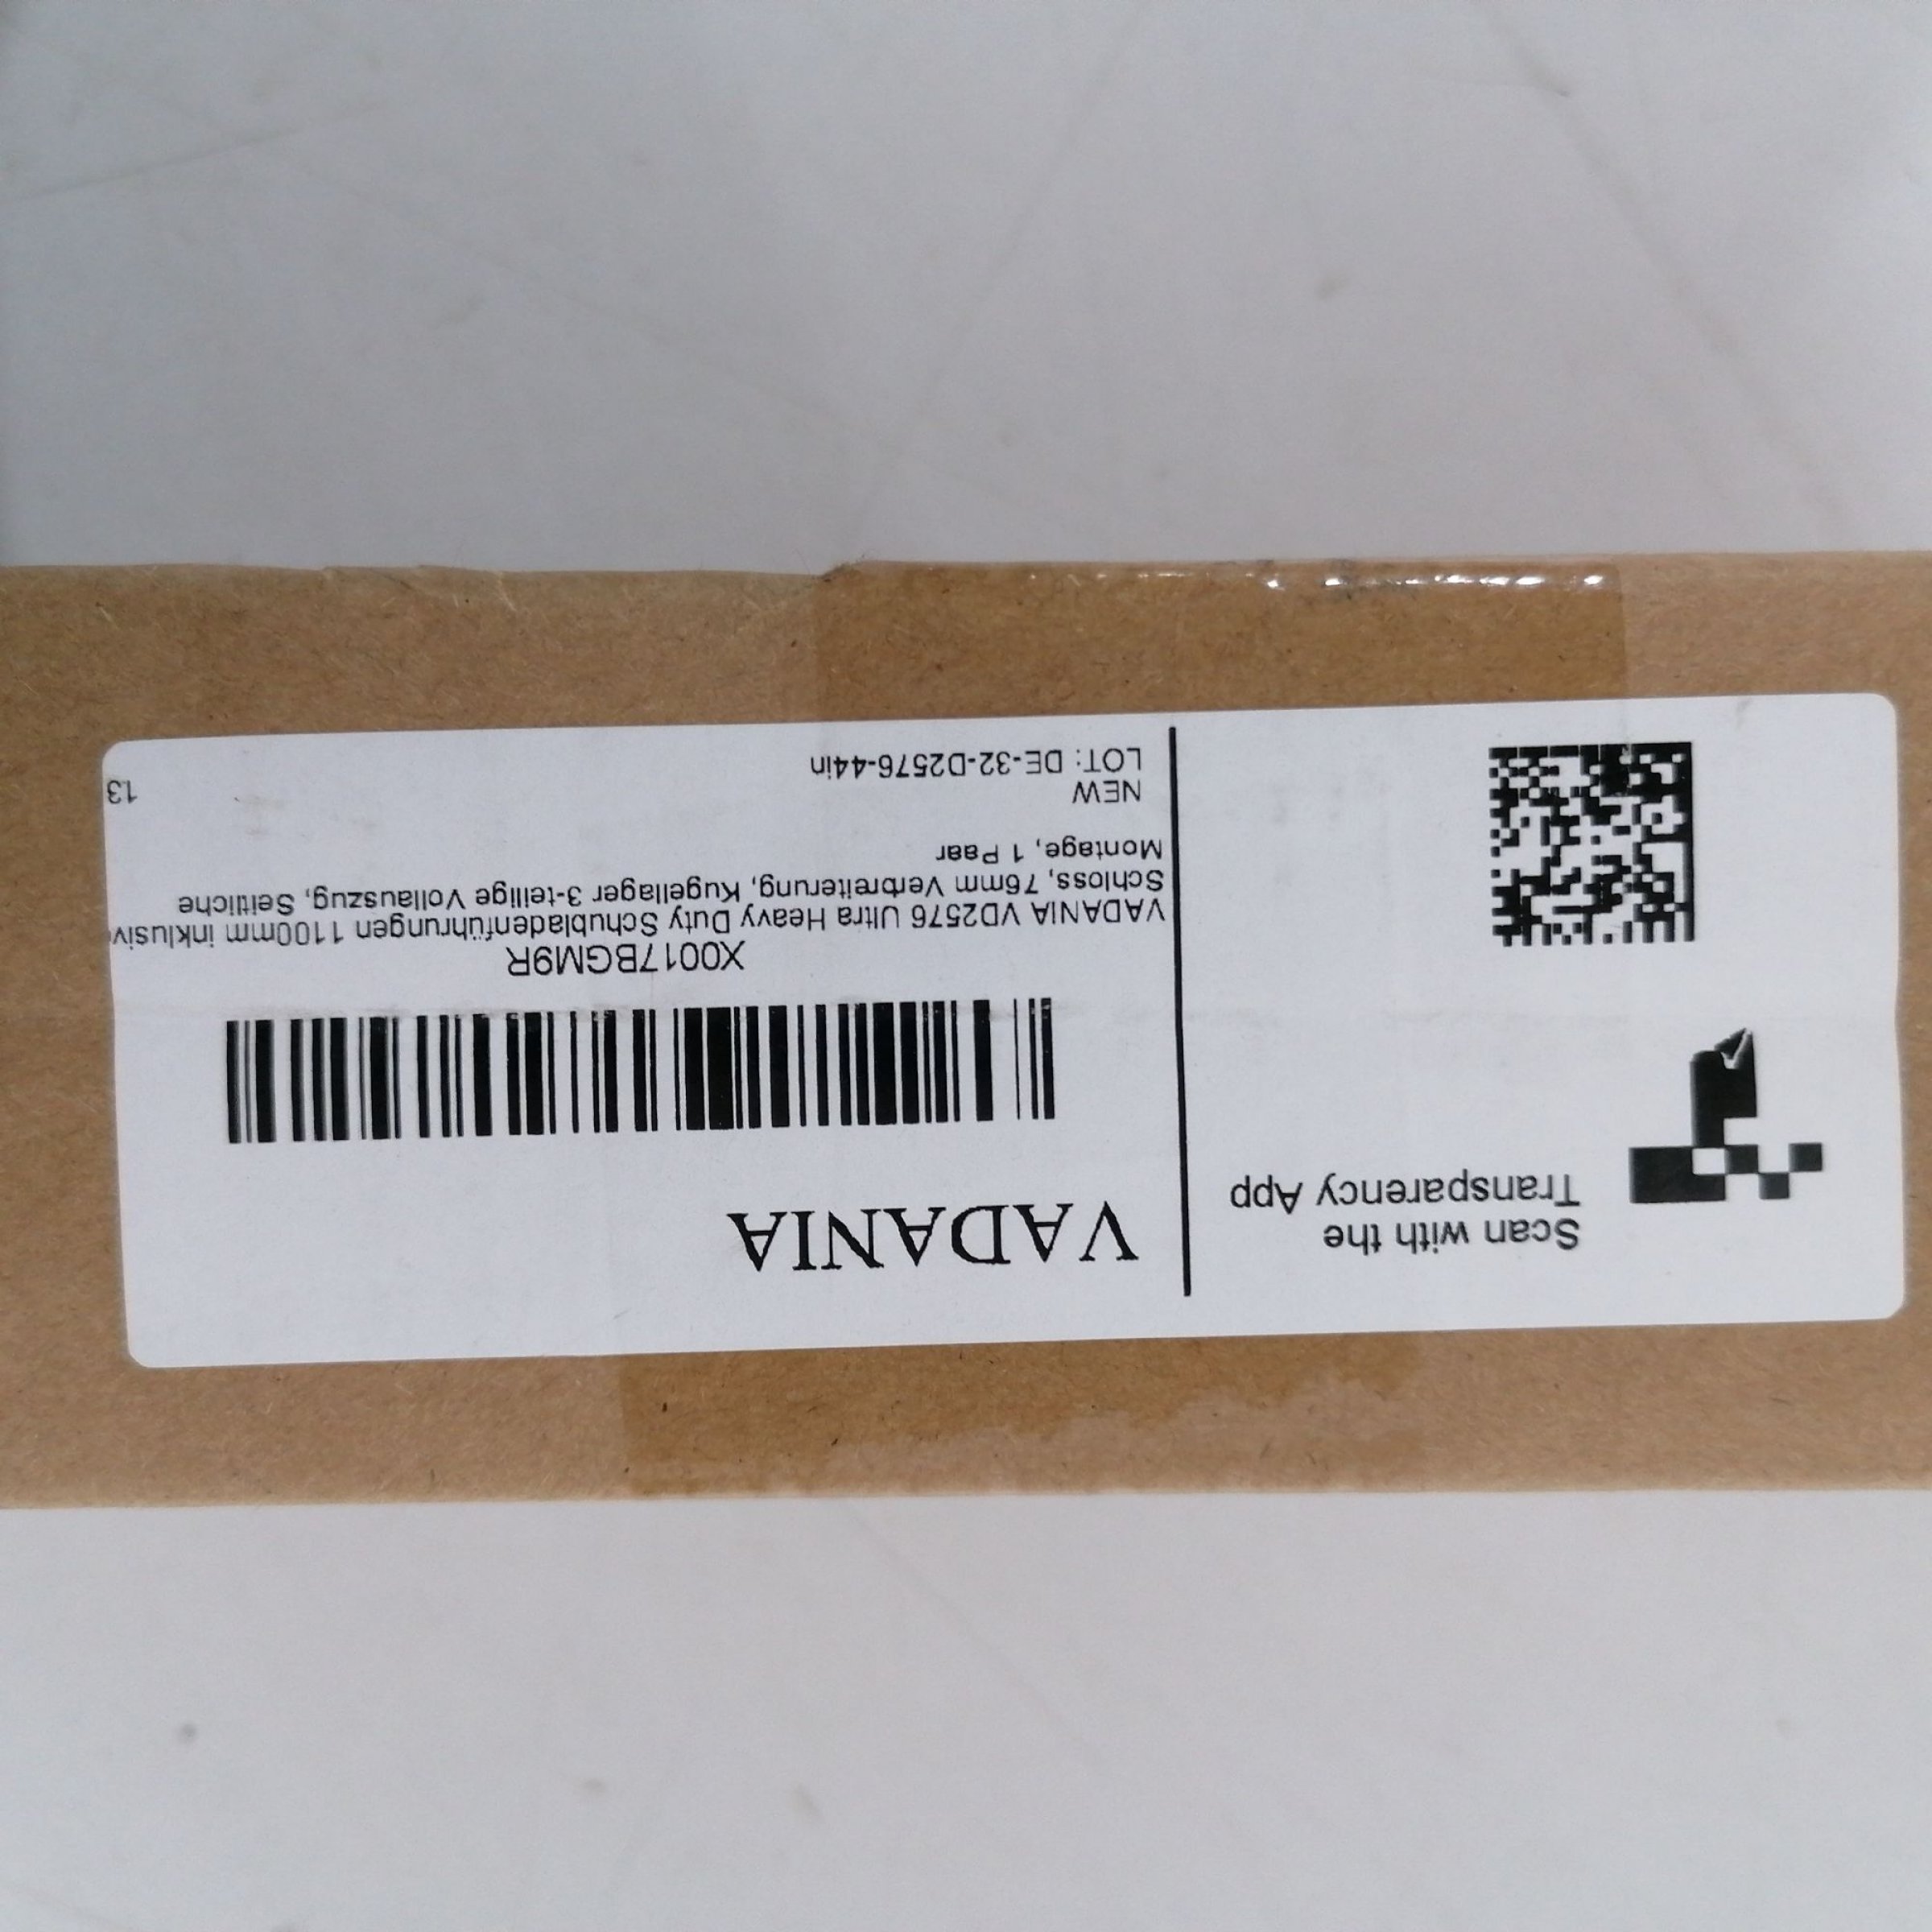 Scan with the
Transparency App
VADANIA
X0017BGM9R
VADANIA VD2576 Ultra Heavy Duty Schubladenführungen 1100mm inklusiv
Schloss, 76mm Verbreiterung, Kugellager 3-teilige Vollauszug, Seitliche
Montage, 1 Paar
NEW
LOT: DE-32-D2576-44in
13